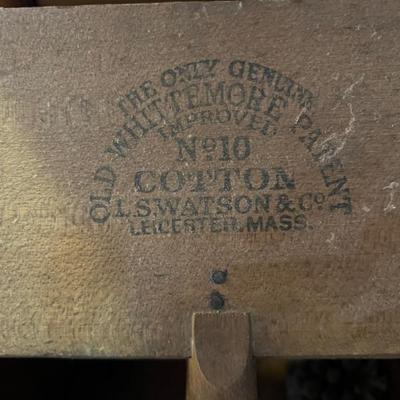 THE ONLY GENUINE
OLD WHITTEMORE PATENT
IMPROVED
No 10
COTTON
L.S. WATSON & Co
LEICESTER, MASS.